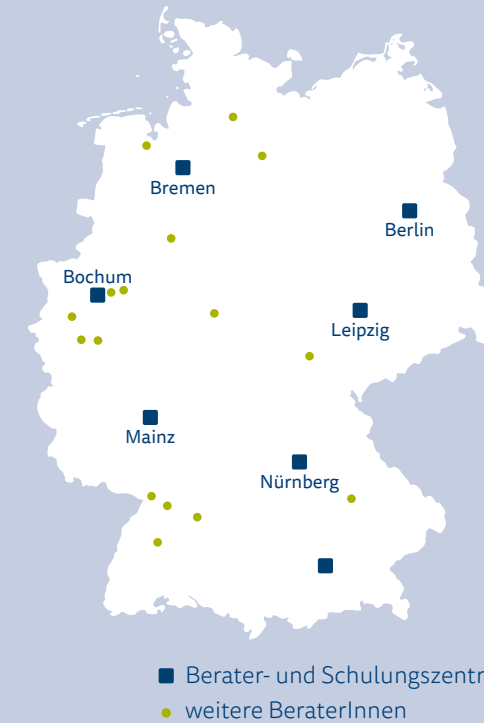 Bremen
Berlin
Bochum
Leipzig
Mainz
Nürnberg
Berater- und Schulungszentr
weitere BeraterInnen